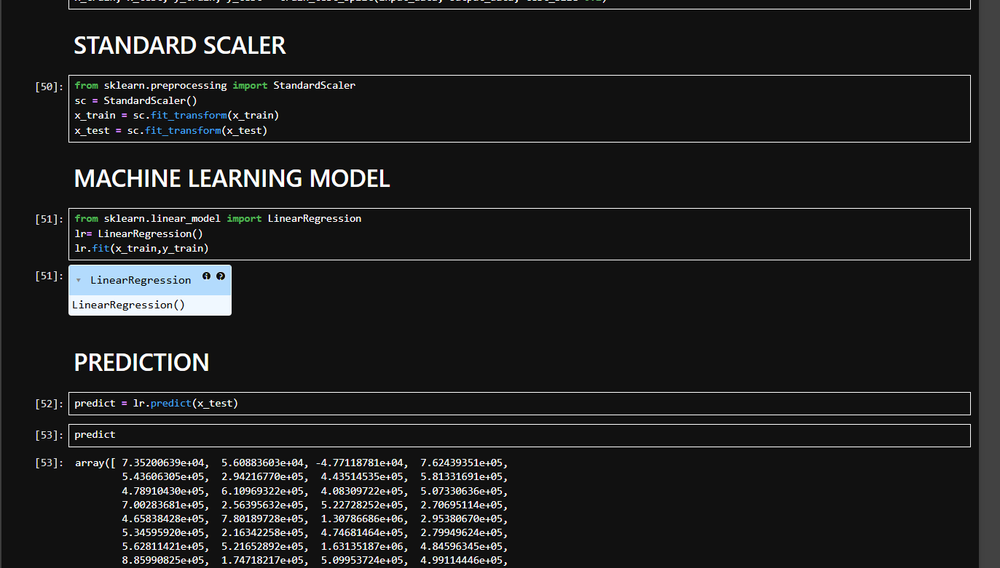 STANDARD SCALER
[50]: from sklearn.preprocessing import StandardScaler
sc = StandardScaler()
x_train = sc.fit_transform(x_train)
x_test = sc.fit_transform(x_test)
MACHINE LEARNING MODEL
[51]: from sklearn.linear_model import LinearRegression
lr= LinearRegression()
lr.fit(x_train,y_train)
[51]: ▾ LinearRegression i ?
LinearRegression()
PREDICTION
[52]: predict = lr.predict(x_test)
[53]: predict
[53]: array([ 7.35200639e+04, 5.60883603e+04, -4.77118781e+04, 7.62439351e+05,
5.43606305e+05, 2.94216770e+05, 4.43514535e+05, 5.81331691e+05,
4.78910430e+05, 6.10969322e+05, 4.08309722e+05, 5.07330636e+05,
7.00283681e+05, 2.56395632e+05, 5.22728252e+05, 2.70695114e+05,
4.65838428e+05, 7.80189728e+05, 1.30786686e+06, 2.95380670e+05,
5.34595920e+05, 2.16342258e+05, 4.74681464e+05, 2.79949624e+05,
5.62811421e+05, 5.21652892e+05, 1.63135187e+06, 4.84596345e+05,
8.85990825e+05, 1.74718217e+05, 5.09953724e+05, 4.99114446e+05,